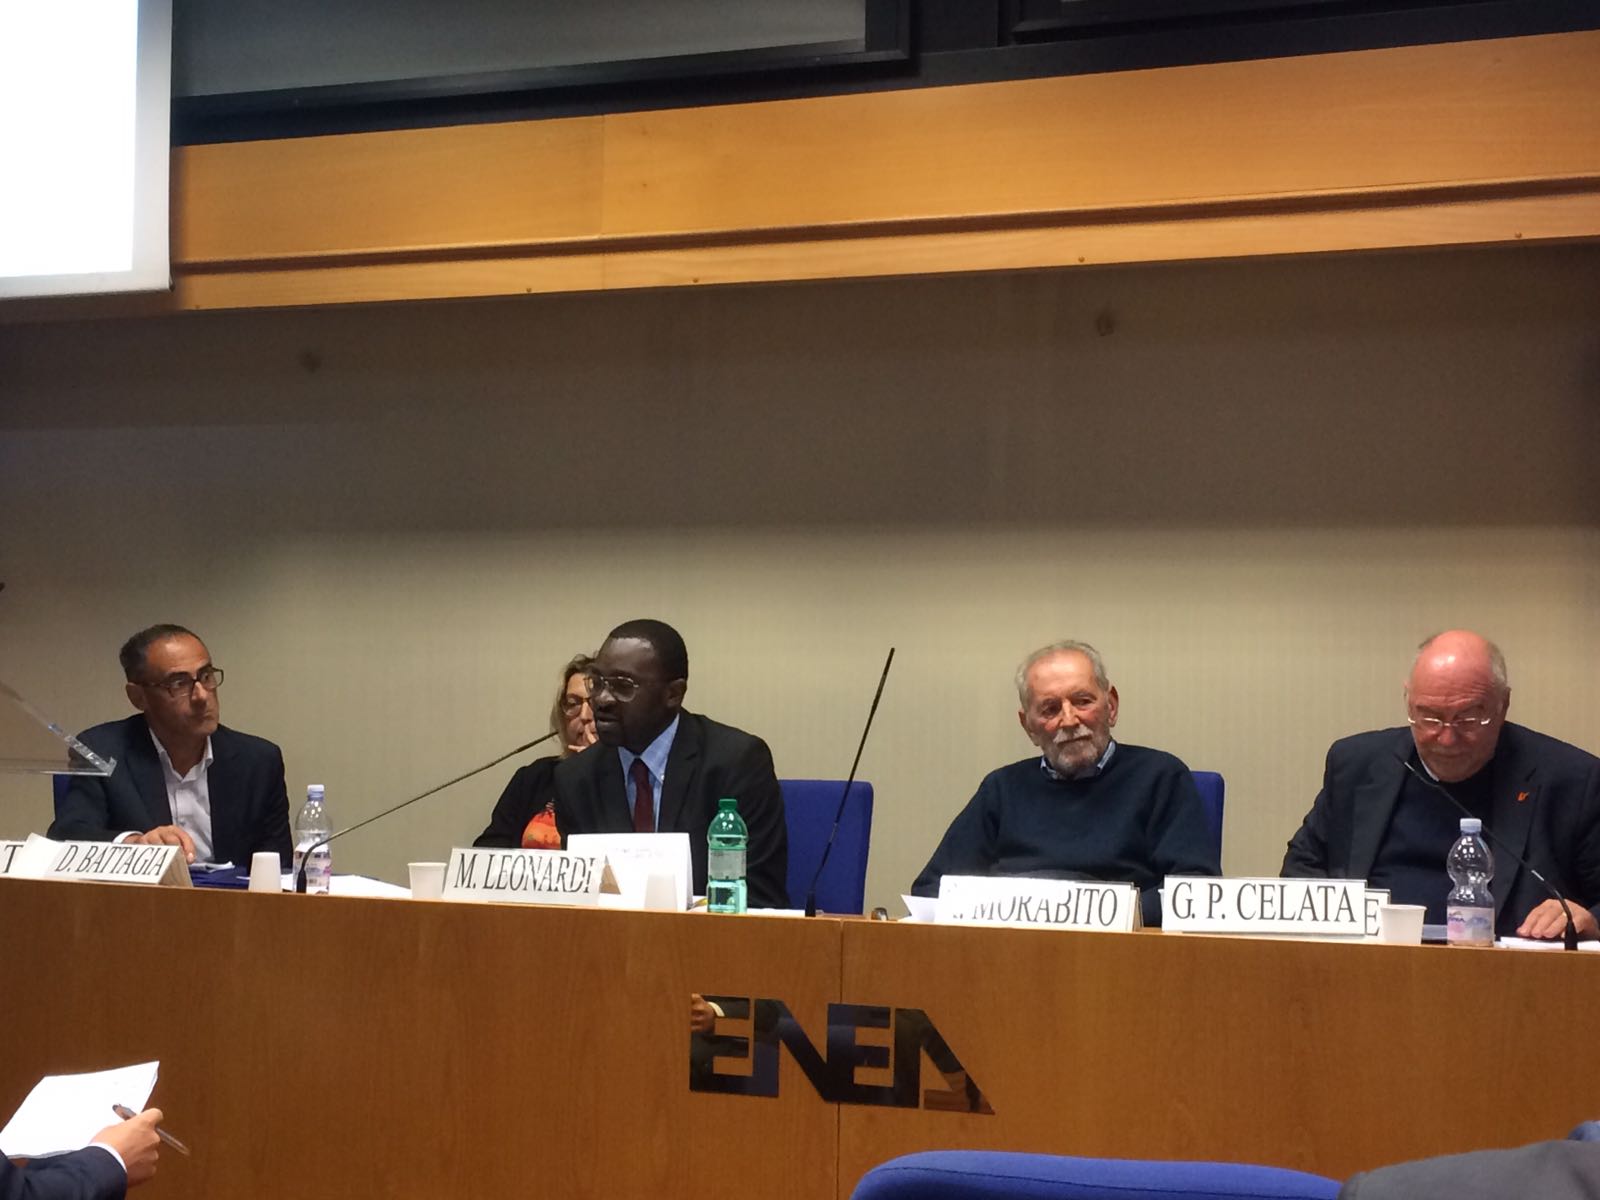 T
D. BATTAGIA
M. LEONARDI
MORABITO
G. P. CELATA
E
ENEA